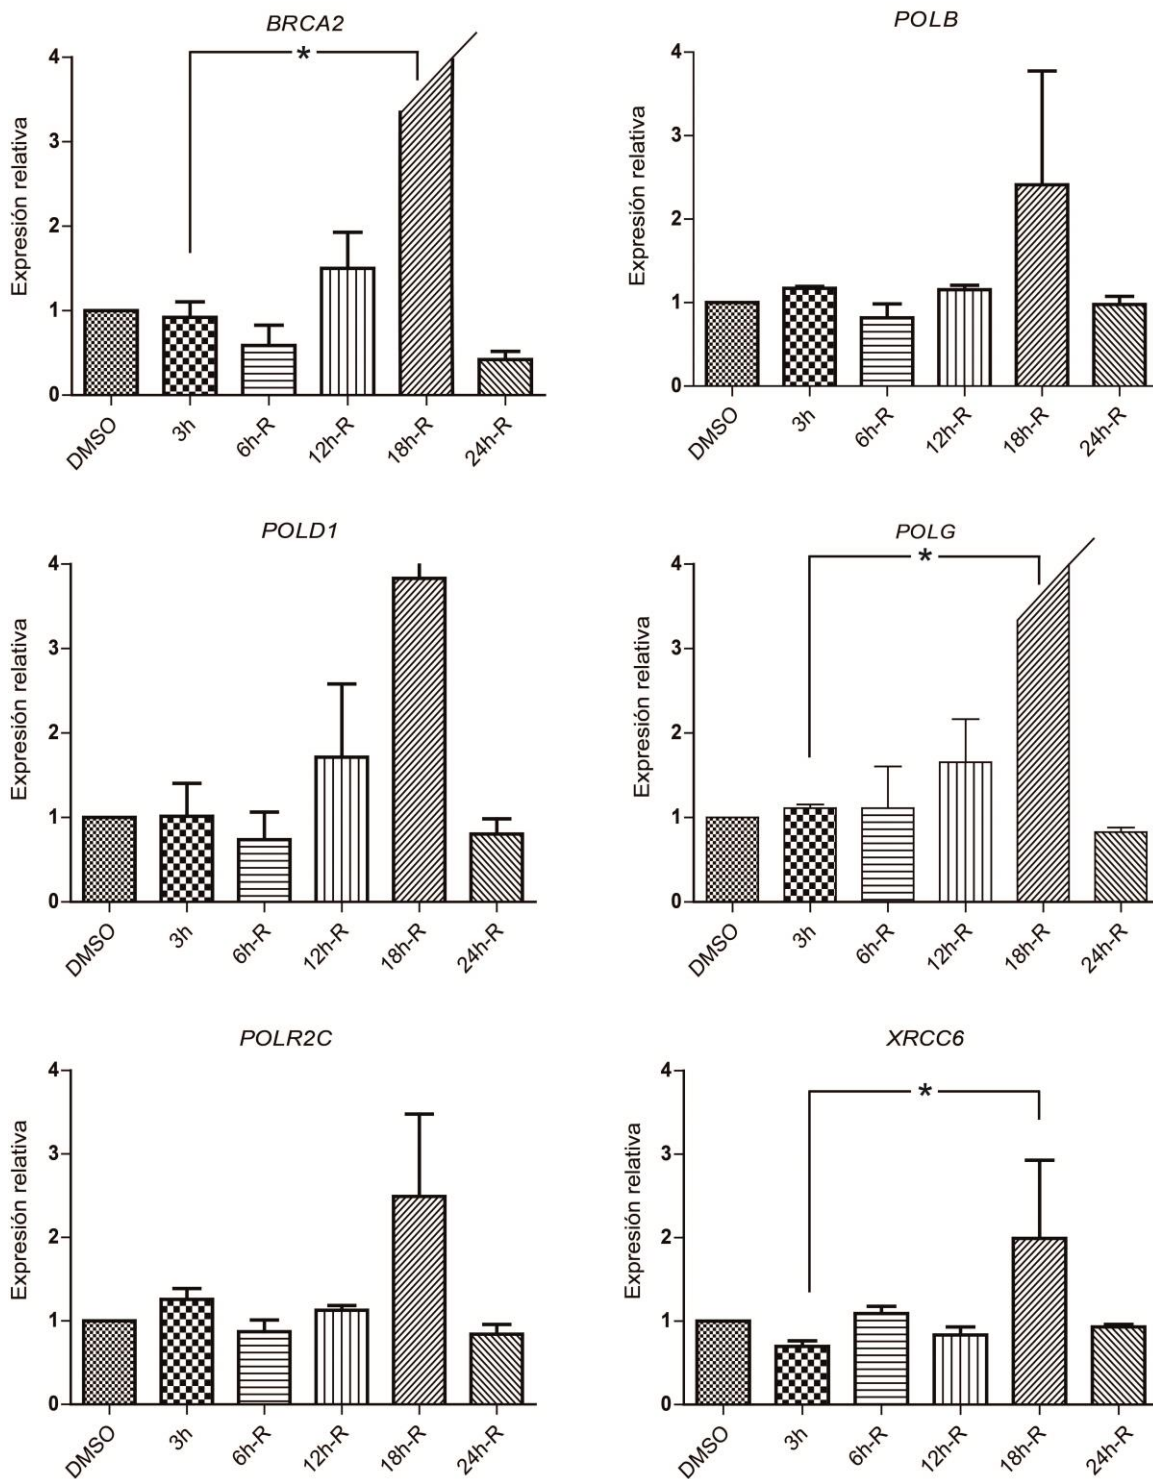 BRCA2
Expresión relativa
4
3
2
1
0
*
DMSO
3h
6h-R
12h-R
18h-R
24h-R
POLB
Expresión relativa
4
3
2
1
0
DMSO
3h
6h-R
12h-R
18h-R
24h-R
POLD1
Expresión relativa
4
3
2
1
0
DMSO
3h
6h-R
12h-R
18h-R
24h-R
POLG
Expresión relativa
4
3
2
1
0
*
DMSO
3h
6h-R
12h-R
18h-R
24h-R
POLR2C
Expresión relativa
4
3
2
1
0
DMSO
3h
6h-R
12h-R
18h-R
24h-R
XRCC6
Expresión relativa
4
3
2
1
0
*
DMSO
3h
6h-R
12h-R
18h-R
24h-R